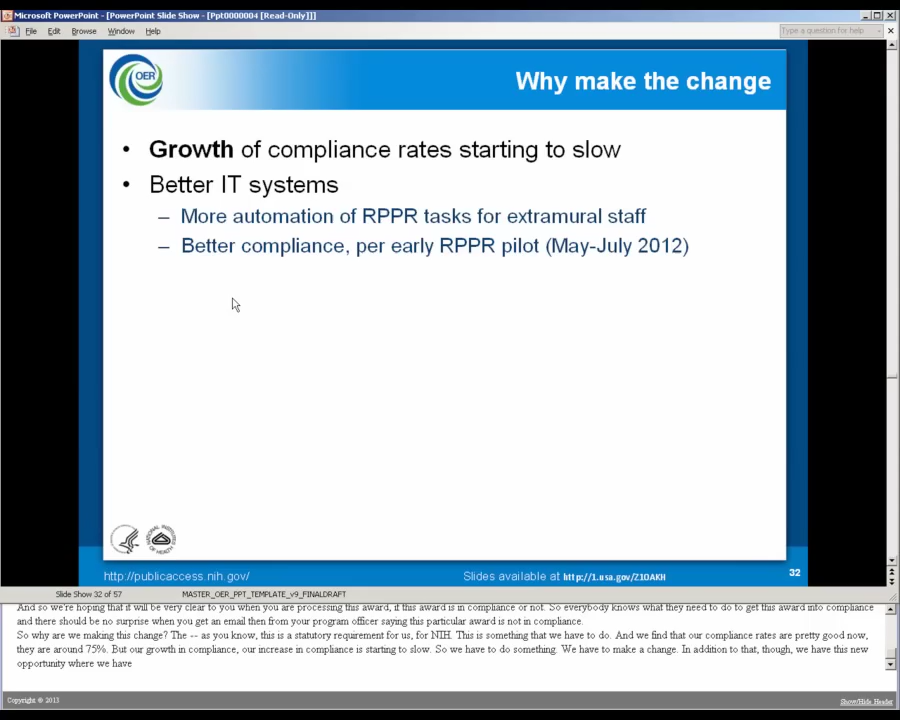 Microsoft PowerPoint - [PowerPoint Slide Show - [Ppt0000004 [Read-Only]]]
File Edit Browse Window Help
Type a question for help
OER
Why make the change
• Growth of compliance rates starting to slow
• Better IT systems
– More automation of RPPR tasks for extramural staff
– Better compliance, per early RPPR pilot (May-July 2012)
NATIONAL INSTITUTES OF HEALTH
http://publicaccess.nih.gov/
Slides available at http://1.usa.gov/Z1OAKH
32
Slide Show 32 of 57
MASTER_OER_PPT_TEMPLATE_v9_FINALDRAFT
And so we're hoping that it will be very clear to you when you are processing this award, if this award is in compliance or not. So everybody knows what they need to do to get this award into compliance
and there should be no surprise when you get an email then from your program officer saying this particular award is not in compliance.
So why are we making this change? The -- as you know, this is a statutory requirement for us, for NIH. This is something that we have to do. And we find that our compliance rates are pretty good now,
they are around 75%. But our growth in compliance, our increase in compliance is starting to slow. So we have to do something. We have to make a change. In addition to that, though, we have this new
opportunity where we have
Copyright © 2013
Show/Hide Header